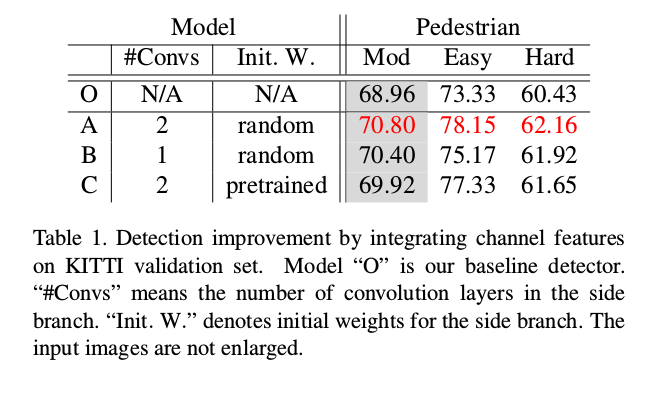 Model Pedestrian
#Convs Init. W. Mod Easy Hard
O N/A N/A 68.96 73.33 60.43
A 2 random 70.80 78.15 62.16
B 1 random 70.40 75.17 61.92
C 2 pretrained 69.92 77.33 61.65
Table 1. Detection improvement by integrating channel features
on KITTI validation set. Model “O” is our baseline detector.
“#Convs” means the number of convolution layers in the side
branch. “Init. W.” denotes initial weights for the side branch. The
input images are not enlarged.